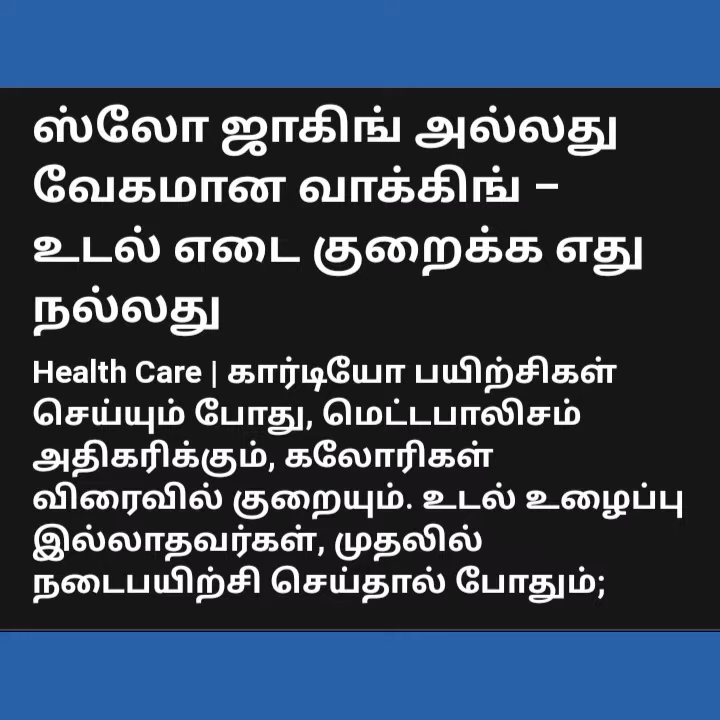 ஸ்லோ ஜாகிங் அல்லது
வேகமான வாக்கிங் –
உடல் எடை குறைக்க எது
நல்லது
Health Care | கார்டியோ பயிற்சிகள்
செய்யும் போது, மெட்டபாலிசம்
அதிகரிக்கும், கலோரிகள்
விரைவில் குறையும். உடல் உழைப்பு
இல்லாதவர்கள், முதலில்
நடைபயிற்சி செய்தால் போதும்;